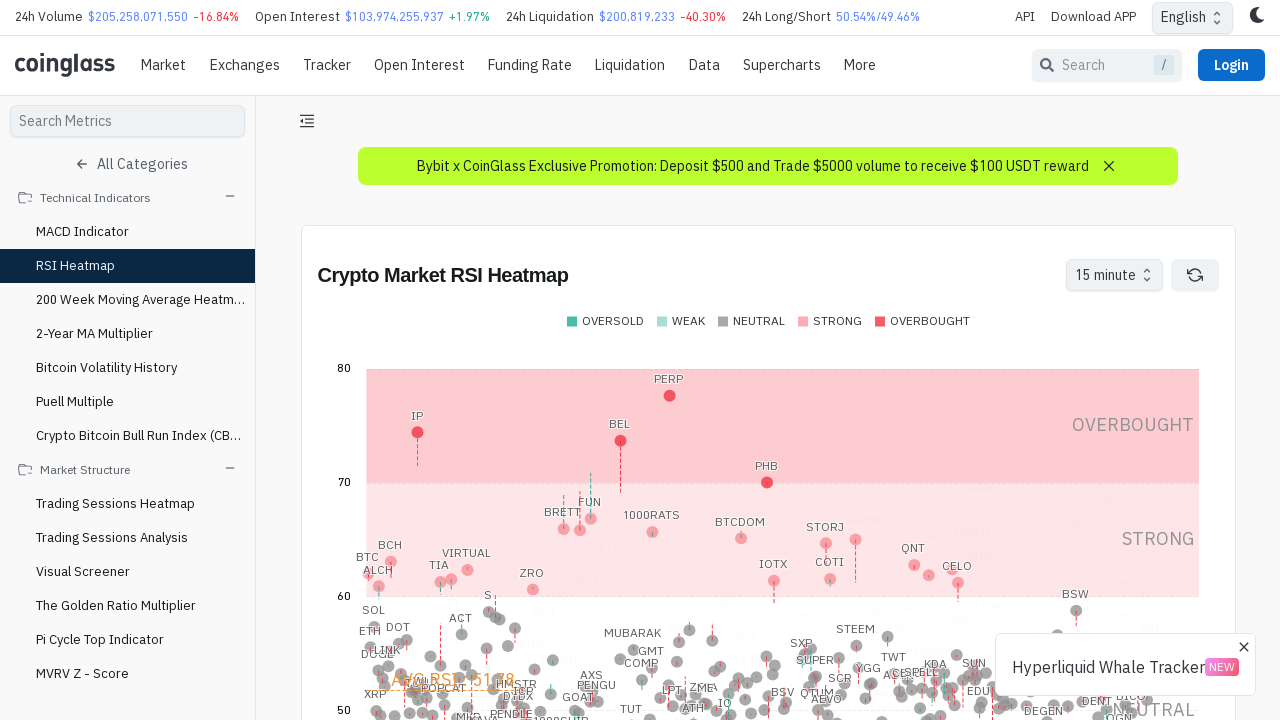 24h Volume $205,258,071,550 -16.84% Open Interest $103,974,255,937 +1.97% 24h Liquidation $200,819,233 -40.30% 24h Long/Short 50.54%/49.46% API Download APP English
coinglass Market Exchanges Tracker Open Interest Funding Rate Liquidation Data Supercharts More Search / Login
Search Metrics
All Categories
Technical Indicators
MACD Indicator
RSI Heatmap
200 Week Moving Average Heatm...
2-Year MA Multiplier
Bitcoin Volatility History
Puell Multiple
Crypto Bitcoin Bull Run Index (CB...
Market Structure
Trading Sessions Heatmap
Trading Sessions Analysis
Visual Screener
The Golden Ratio Multiplier
Pi Cycle Top Indicator
MVRV Z - Score
Bybit x CoinGlass Exclusive Promotion: Deposit $500 and Trade $5000 volume to receive $100 USDT reward
Crypto Market RSI Heatmap
15 minute
OVERSOLD WEAK NEUTRAL STRONG OVERBOUGHT
80
PERP
IP
BEL
OVERBOUGHT
PHB
70
FUN
BRETT
1000RATS
BTCDOM
STORJ
STRONG
BCH
BTC
VIRTUAL
QNT
ALCH
TIA
IOTX
COTI
CELO
ZRO
60
S
BSW
SOL
ACT
ETH
DOT
MUBARAK
STEEM
LINK
DOGE
GMT
SXP
COMP
SUPER
TWT
KDA
SUN
AVG RSI: 51.78
AXS
YGG
SPELL
HMSTR
PENGU
SCR
XRP
POPCAT
LPT
BSV
QTUM
EDU
DYDX
GOAT
AEVO
IO
ATH
TUT
DEGEN
PENDLE
50
NEUTRAL
Hyperliquid Whale Tracker NEW